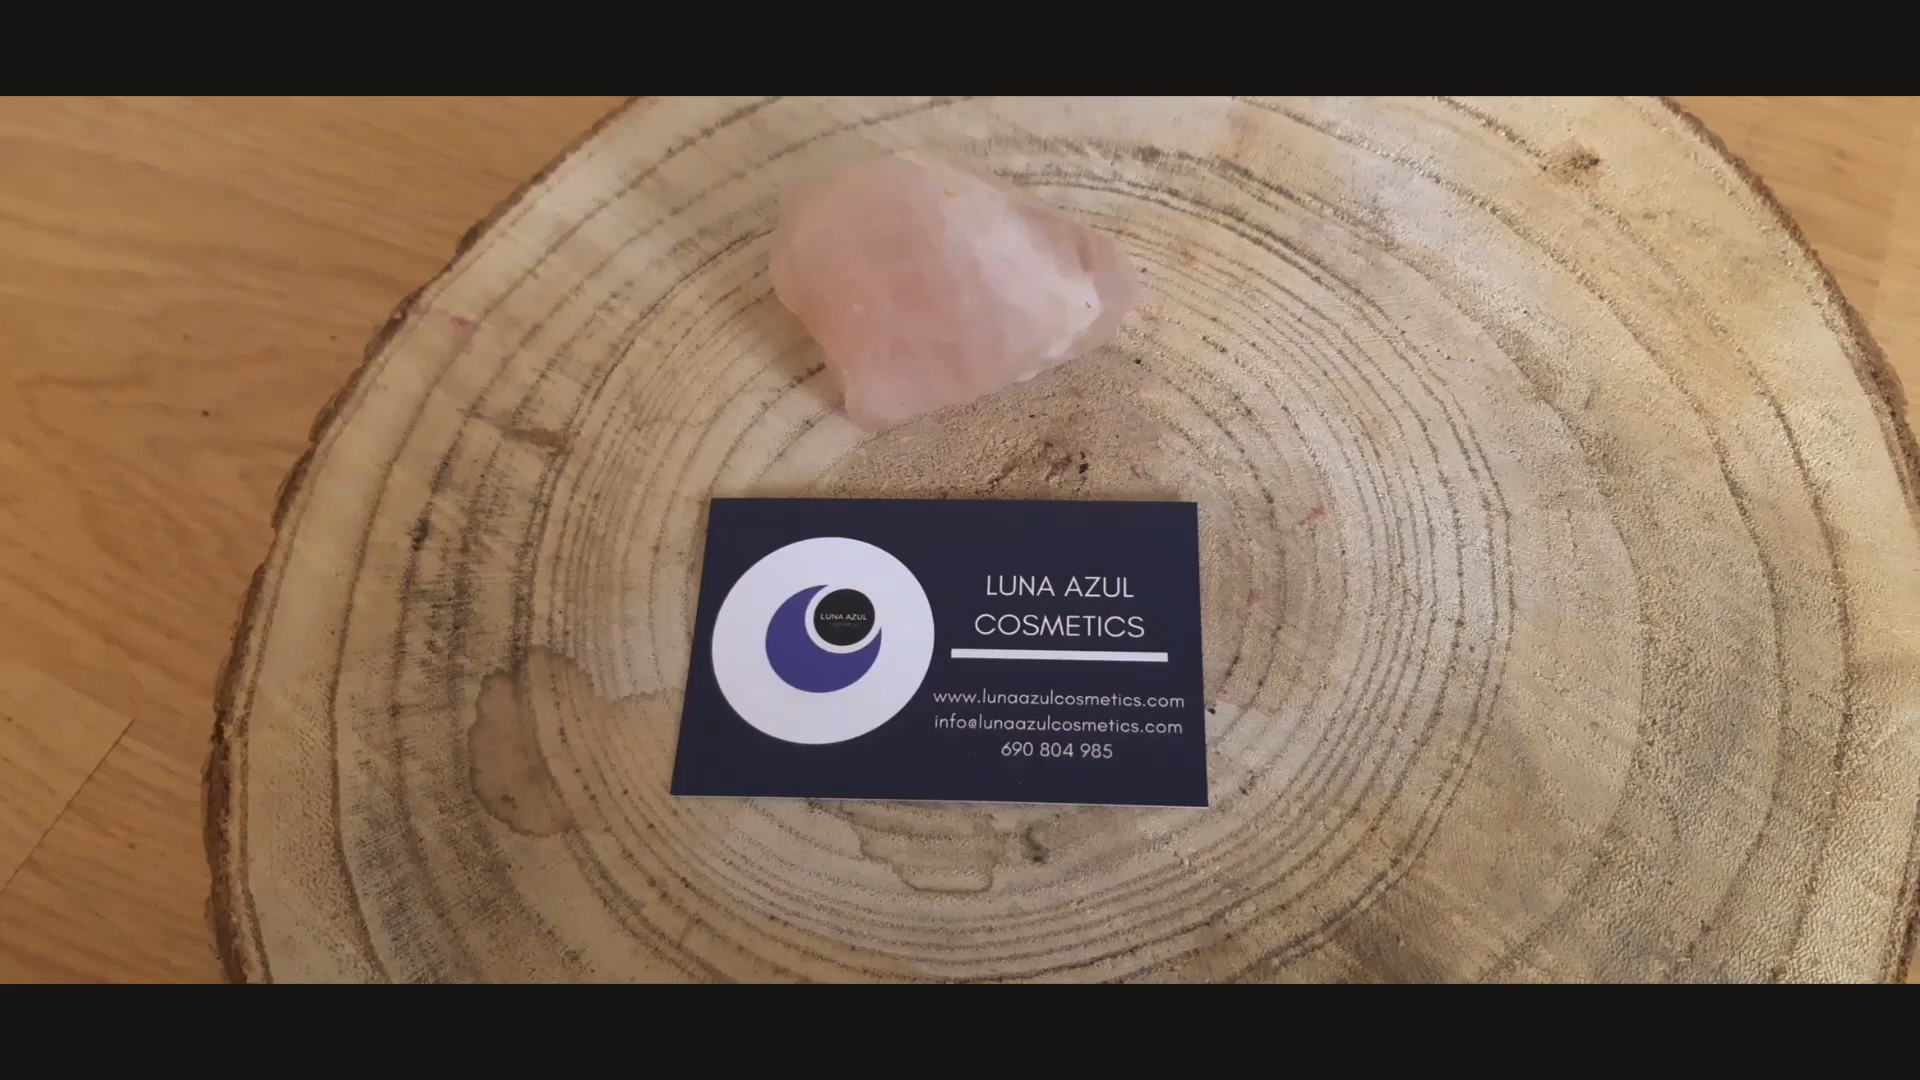 LUNA AZUL
LUNA AZUL
COSMETICS
www.lunaazulcosmetics.com
info@lunaazulcosmetics.com
690 804 985